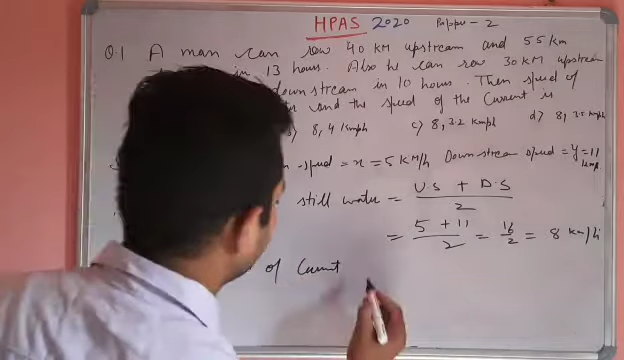 HPAS 2020 Paper - 2
Q.1 A man can row 40 KM upstream and 55 km
in 13 hours. Also he can row 30 KM upstream
downstream in 10 hours. Then speed of
and the speed of the Current is
8, 4 kmph c) 8, 3.2 kmph d) 8,
speed = x = 5 KM/h Down stream speed = y = 11
still water = U.S + D.S / 2
= 5 + 11 / 2 = 16 / 2 = 8 km/h
of Current